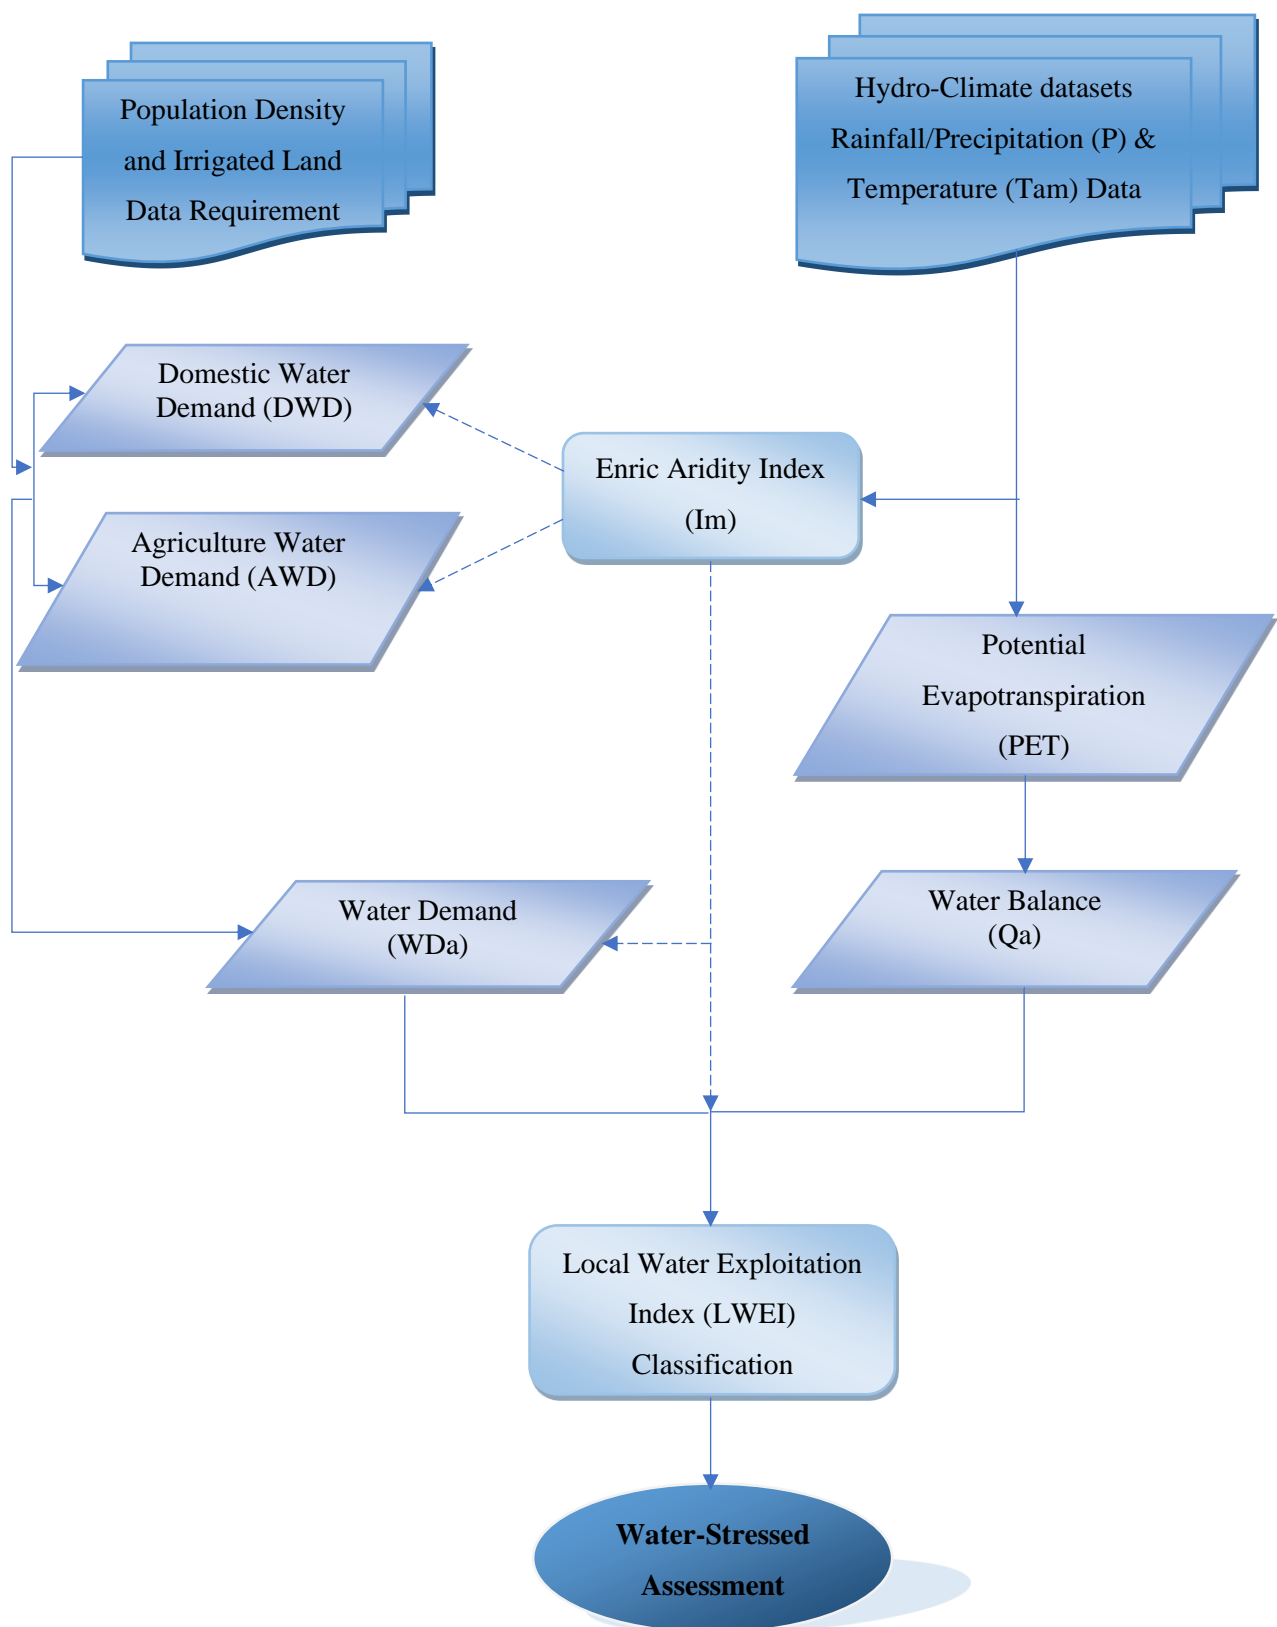 Population Density
and Irrigated Land
Data Requirement
Hydro-Climate datasets
Rainfall/Precipitation (P) &
Temperature (Tam) Data
Domestic Water
Demand (DWD)
Enric Aridity Index
(Im)
Agriculture Water
Demand (AWD)
Potential
Evapotranspiration
(PET)
Water Demand
(WDa)
Water Balance
(Qa)
Local Water Exploitation
Index (LWEI)
Classification
Water-Stressed
Assessment